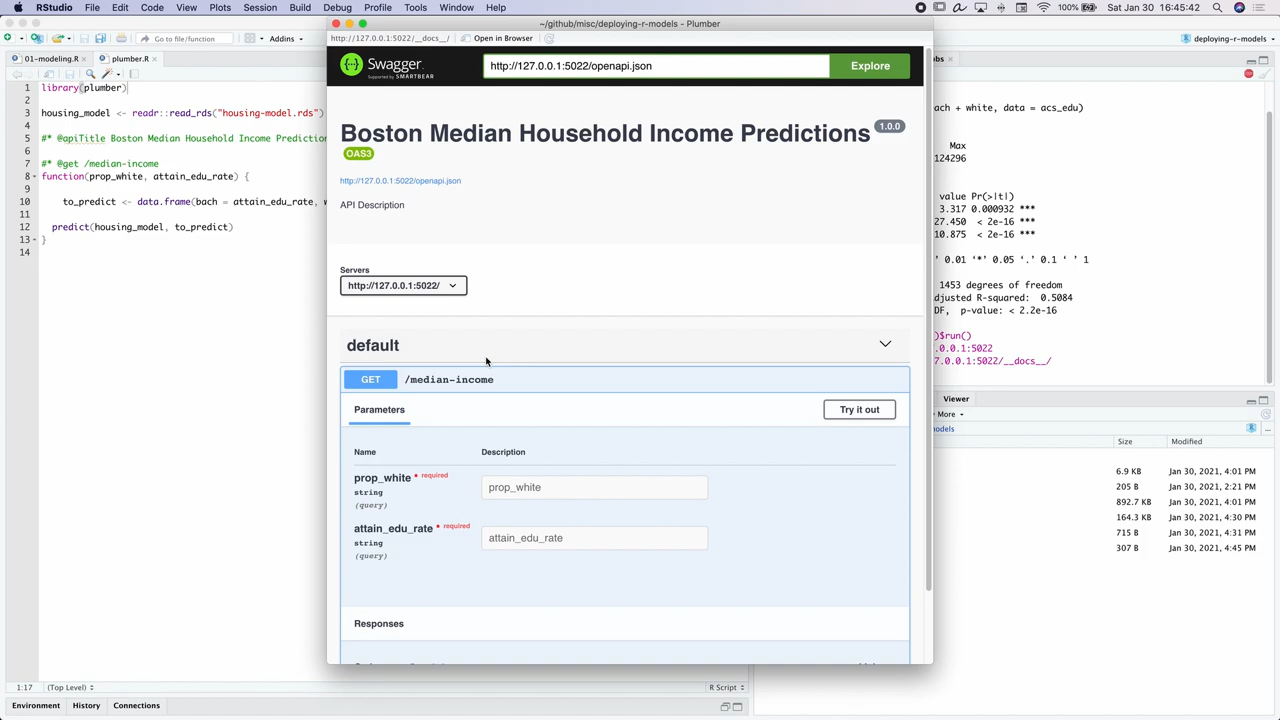 RStudio File Edit Code View Plots Session Build Debug Profile Tools Window Help 100% Sat Jan 30 16:45:42
~/github/misc/deploying-r-models - Plumber
http://127.0.0.1:5022/__docs__/ Open in Browser
Go to file/function Addins deploying-r-models
01-modeling.R plumber.R
1 library(plumber)
2
3 housing_model <- readr::read_rds("housing-model.rds")
4
5 #* @apiTitle Boston Median Household Income Prediction
6
7 #* @get /median-income
8 function(prop_white, attain_edu_rate) {
9
10 to_predict <- data.frame(bach = attain_edu_rate, w
11
12 predict(housing_model, to_predict)
13 }
14
1:17 (Top Level) R Script
Environment History Connections
Swagger
Supported by SMARTBEAR
http://127.0.0.1:5022/openapi.json Explore
Boston Median Household Income Predictions 1.0.0
OAS3
http://127.0.0.1:5022/openapi.json
API Description
Servers
http://127.0.0.1:5022/
default
GET /median-income
Parameters Try it out
Name Description
prop_white * required prop_white
string
(query)
attain_edu_rate * required attain_edu_rate
string
(query)
Responses
obs
ach + white, data = acs_edu)
Max
124296
value Pr(>|t|)
3.317 0.000932 ***
27.450 < 2e-16 ***
10.875 < 2e-16 ***
' 0.01 '*' 0.05 '.' 0.1 ' ' 1
1453 degrees of freedom
djusted R-squared: 0.5084
DF, p-value: < 2.2e-16
)$run()
.0.0.1:5022
7.0.0.1:5022/__docs__/
Viewer
More
odels
Size Modified
6.9 KB Jan 30, 2021, 4:01 PM
205 B Jan 30, 2021, 2:21 PM
892.7 KB Jan 30, 2021, 4:01 PM
164.3 KB Jan 30, 2021, 4:30 PM
715 B Jan 30, 2021, 4:31 PM
307 B Jan 30, 2021, 4:45 PM